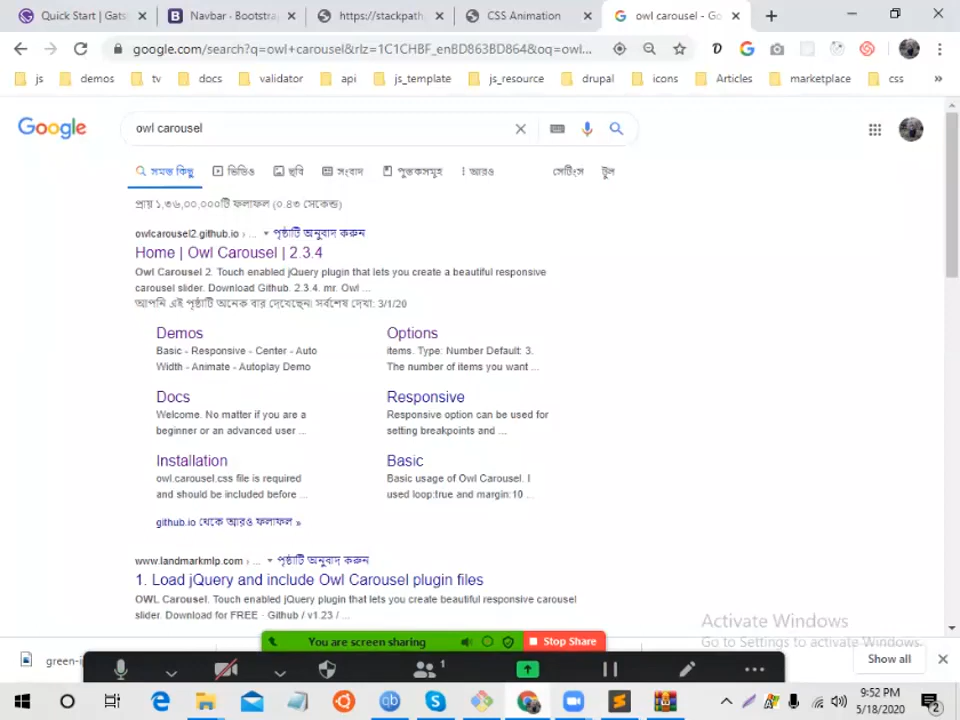 Quick Start | Gats
Navbar · Bootstrap
https://stackpath
CSS Animation
owl carousel - Go
google.com/search?q=owl+carousel&rlz=1C1CHBF_enBD863BD864&oq=owl...
js
demos
tv
docs
validator
api
js_template
js_resource
drupal
icons
Articles
marketplace
css
»
Google
owl carousel
সমস্ত কিছু
ভিডিও
ছবি
সংবাদ
পুস্তকসমূহ
আরও
সেটিংস
টুল
প্রায় ১,৩৬,০০,০০০টি ফলাফল (০.৪৩ সেকেন্ড)
owlcarousel2.github.io › ... পৃষ্ঠাটি অনুবাদ করুন
Home | Owl Carousel | 2.3.4
Owl Carousel 2. Touch enabled jQuery plugin that lets you create a beautiful responsive
carousel slider. Download Github. 2.3.4. mr. Owl ...
আপনি এই পৃষ্ঠাটি অনেক বার দেখেছেন। সর্বশেষ দেখা: 3/1/20
Demos
Basic - Responsive - Center - Auto
Width - Animate - Autoplay Demo
Options
items. Type: Number Default: 3.
The number of items you want ...
Docs
Welcome. No matter if you are a
beginner or an advanced user ...
Responsive
Responsive option can be used for
setting breakpoints and ...
Installation
owl.carousel.css file is required
and should be included before ...
Basic
Basic usage of Owl Carousel. I
used loop:true and margin:10 ...
github.io থেকে আরও ফলাফল »
www.landmarkmlp.com › ... পৃষ্ঠাটি অনুবাদ করুন
1. Load jQuery and include Owl Carousel plugin files
OWL Carousel. Touch enabled jQuery plugin that lets you create beautiful responsive carousel
slider. Download for FREE · Github / v1.23 / ...
Activate Windows
Go to Settings to activate Windows.
You are screen sharing
Stop Share
green-i
1
Show all
9:52 PM
5/18/2020
2